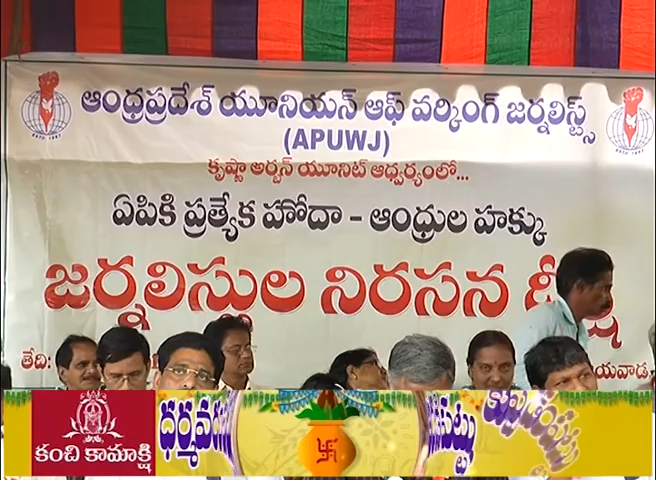 ఆంధ్రప్రదేశ్ యూనియన్ ఆఫ్ వర్కింగ్ జర్నలిస్ట్స్
(APUWJ)
కృష్ణా అర్బన్ యూనిట్ ఆధ్వర్యంలో...
ఏపికి ప్రత్యేక హోదా - ఆంధ్రుల హక్కు
జర్నలిస్తుల నిరసన
తేది:
కంచి కామాక్షి